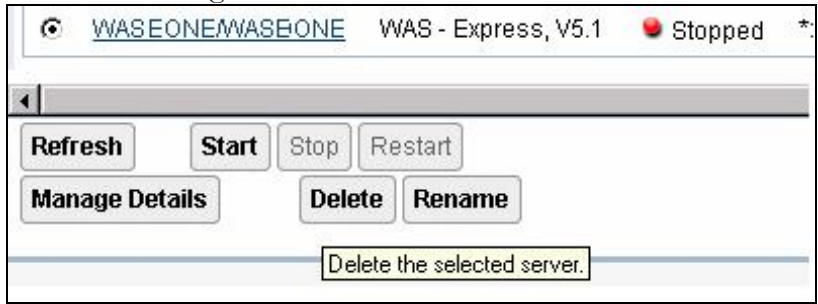 WASEONE/WASEONE WAS - Express, V5.1 Stopped *:
Refresh Start Stop Restart
Manage Details Delete Rename
Delete the selected server.